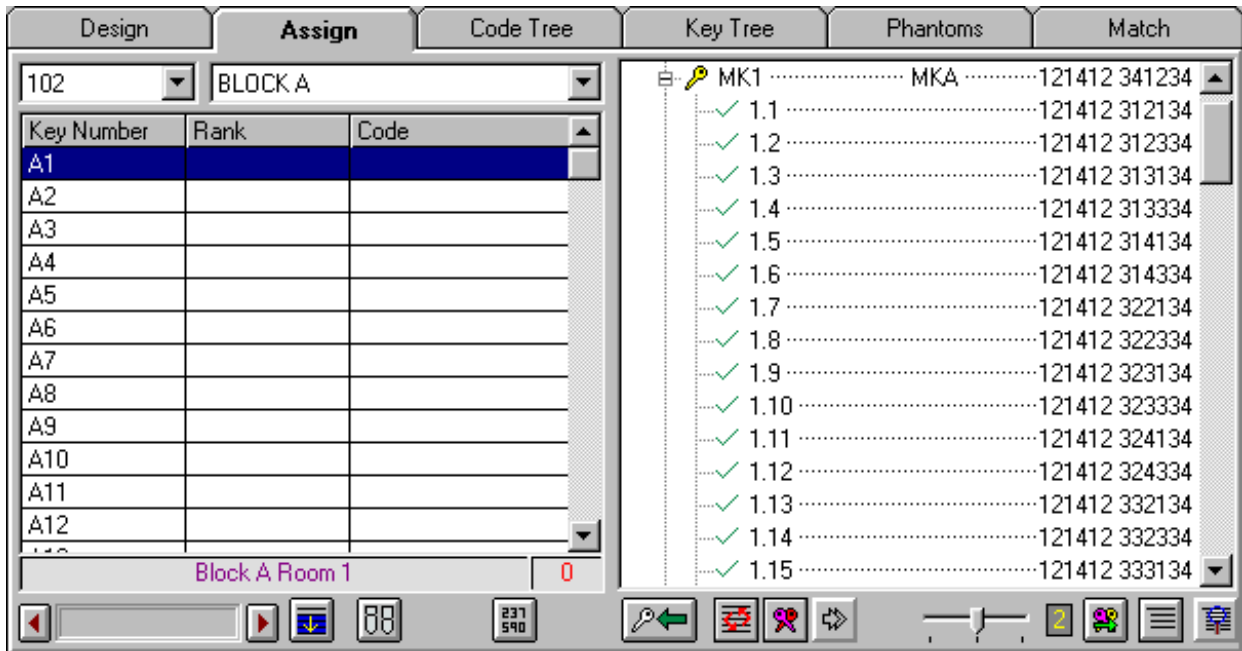 Design Assign Code Tree Key Tree Phantoms Match
102 BLOCK A
Key Number Rank Code
A1
A2
A3
A4
A5
A6
A7
A8
A9
A10
A11
A12
Block A Room 1 0
88
237
590
MK1 MKA 121412 341234
1.1 121412 312134
1.2 121412 312334
1.3 121412 313134
1.4 121412 313334
1.5 121412 314134
1.6 121412 314334
1.7 121412 322134
1.8 121412 322334
1.9 121412 323134
1.10 121412 323334
1.11 121412 324134
1.12 121412 324334
1.13 121412 332134
1.14 121412 332334
1.15 121412 333134
2